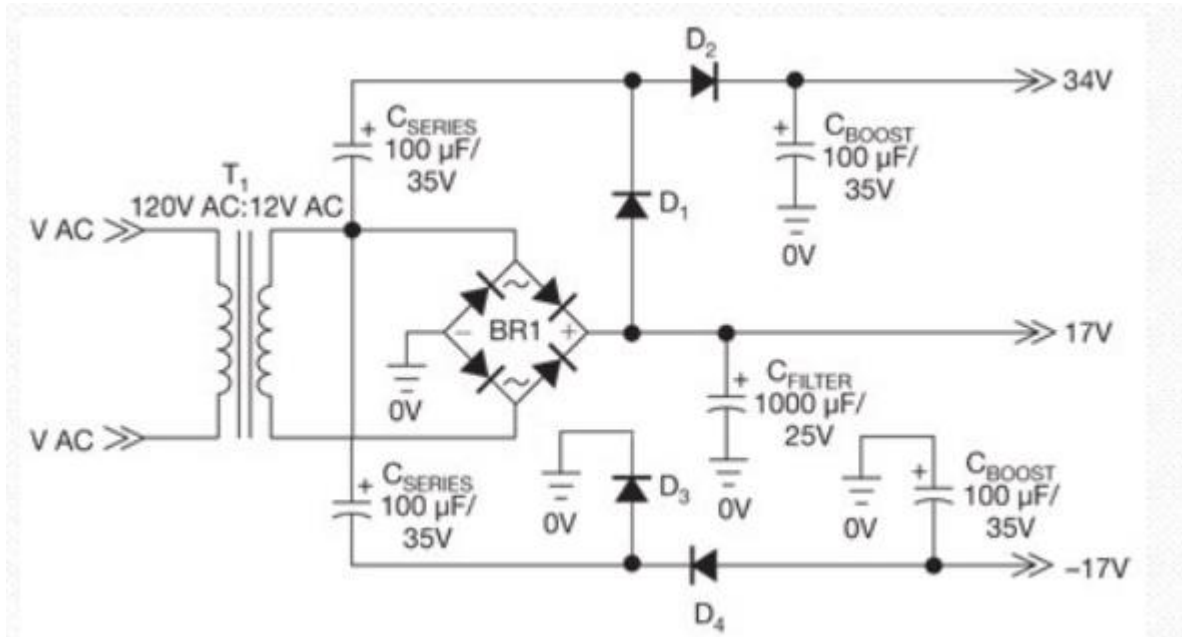 D2
34V
+ CSERIES
100 µF/
35V
+ CBOOST
100 µF/
35V
0V
T1
120V AC:12V AC
D1
V AC
~
− BR1 +
17V
0V
~
+ CFILTER
1000 µF/
25V
0V
V AC
+ CSERIES
100 µF/
35V
0V
D3
0V
+ CBOOST
100 µF/
35V
−17V
D4